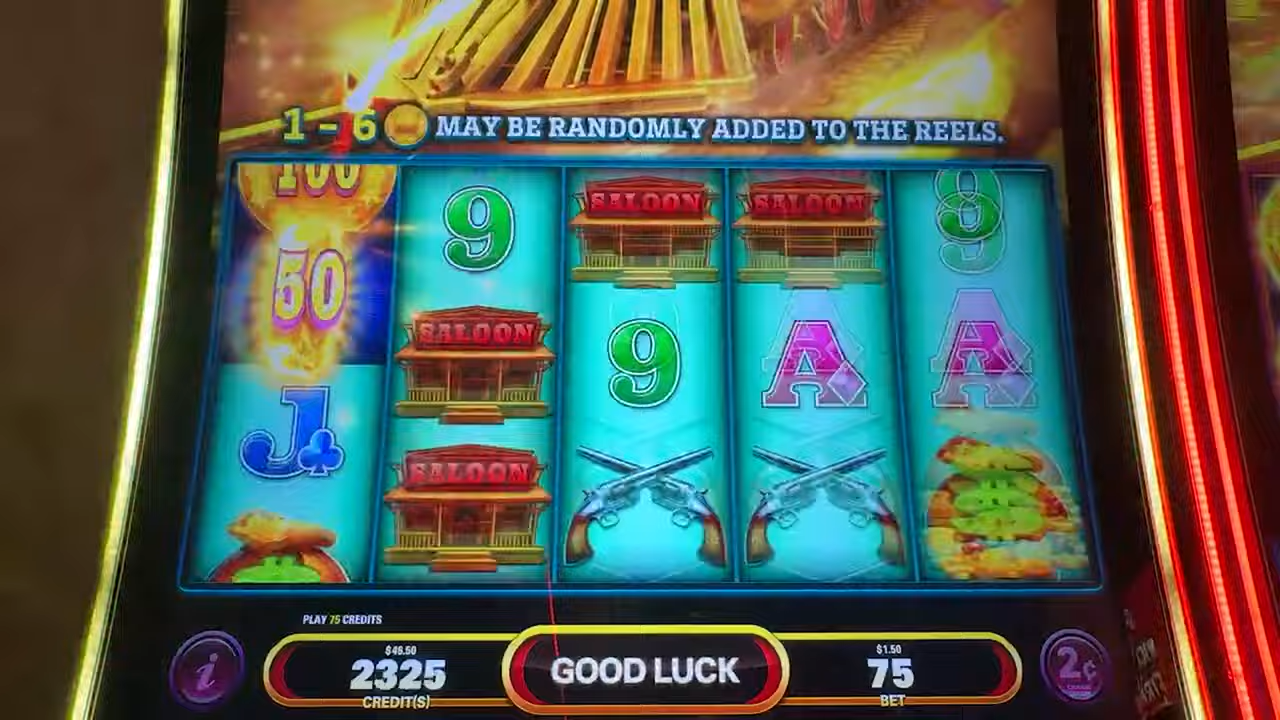 1 - 6 MAY BE RANDOMLY ADDED TO THE REELS.
100
9 SALOON SALOON 9
50
SALOON 9 A A
J
SALOON
PLAY 75 CREDITS
$46.50 $1.50
i 2325 GOOD LUCK 75 2¢
CREDIT(S) BET